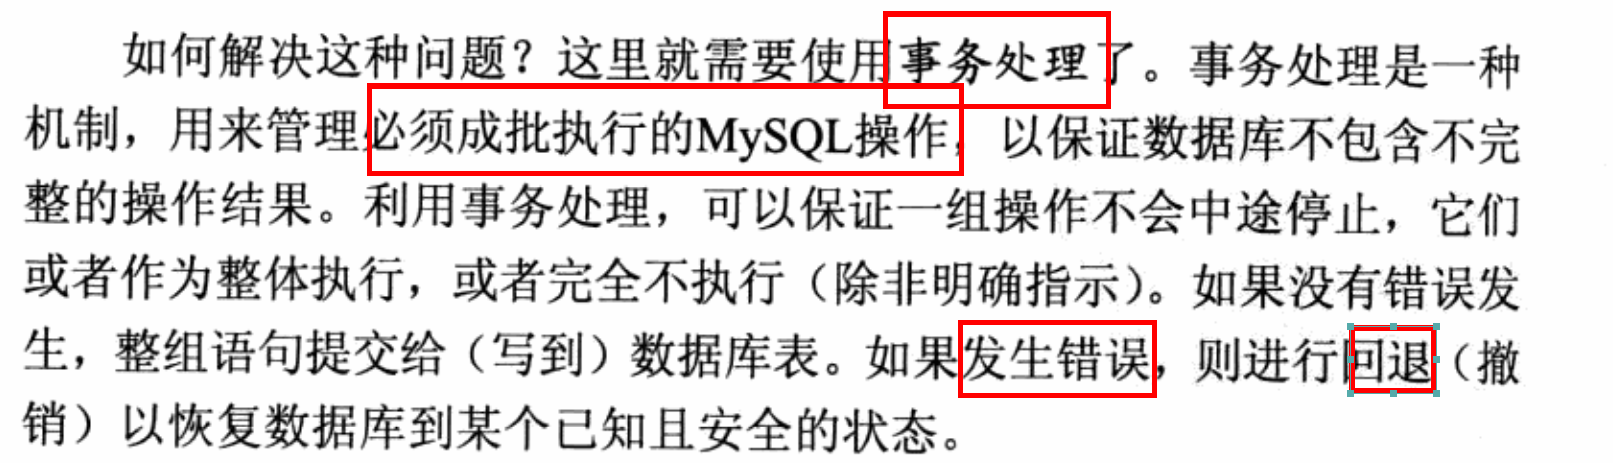 如何解决这种问题？这里就需要使用事务处理了。事务处理是一种
机制，用来管理必须成批执行的MySQL操作，以保证数据库不包含不完
整的操作结果。利用事务处理，可以保证一组操作不会中途停止，它们
或者作为整体执行，或者完全不执行（除非明确指示）。如果没有错误发
生，整组语句提交给（写到）数据库表。如果发生错误，则进行回退（撤
销）以恢复数据库到某个已知且安全的状态。